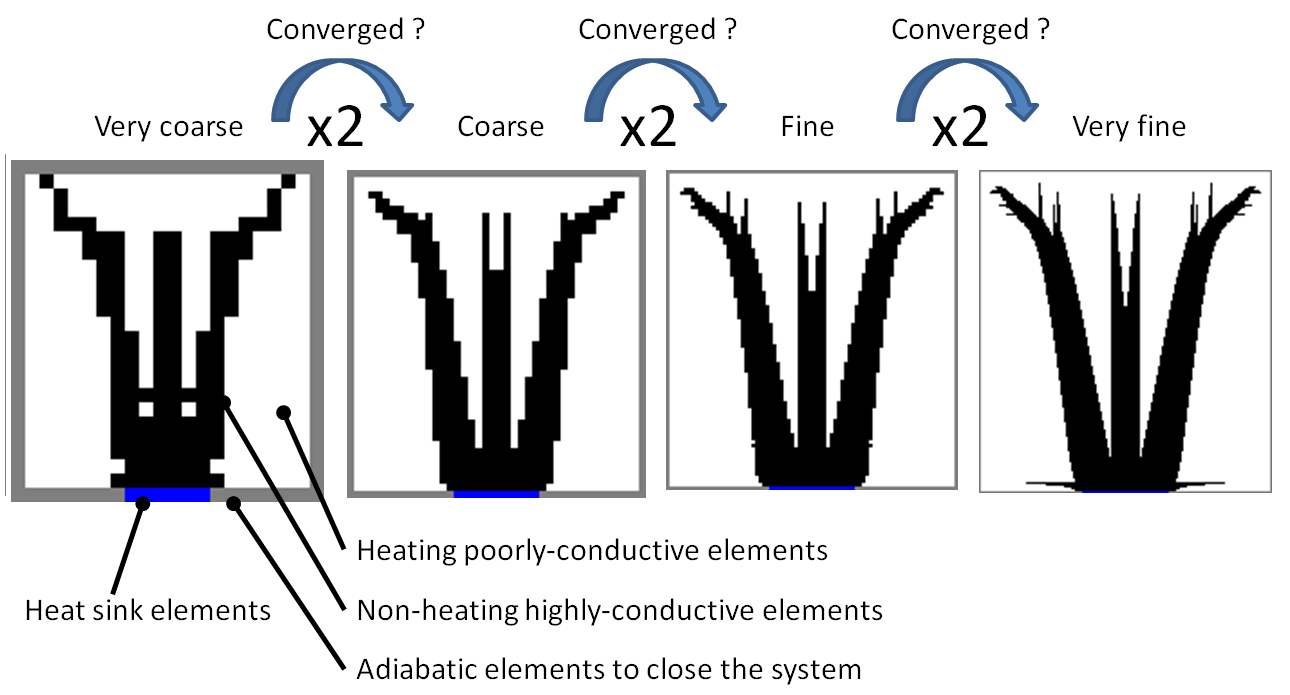 Converged ?
Converged ?
Converged ?
x2
x2
x2
Very coarse
Coarse
Fine
Very fine
Heating poorly-conductive elements
Heat sink elements
Non-heating highly-conductive elements
Adiabatic elements to close the system